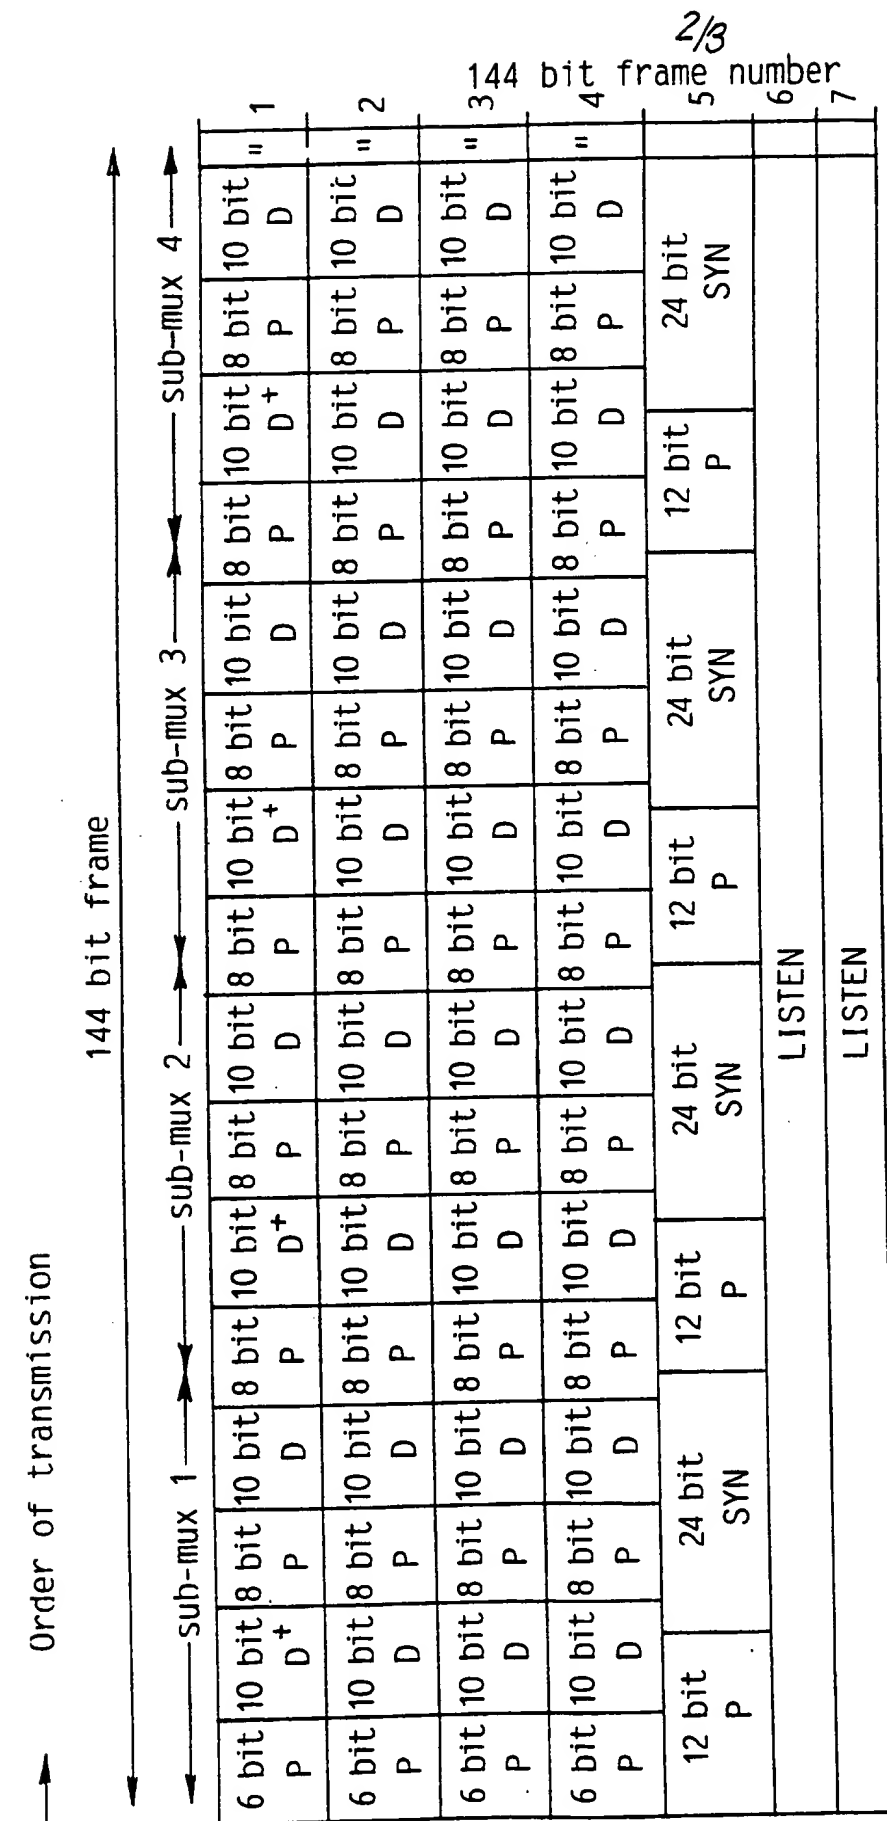 2/3
144 bit frame number
Order of transmission
144 bit frame
sub-mux 1 sub-mux 2 sub-mux 3 sub-mux 4
6 bit 10 bit 8 bit 10 bit 8 bit 10 bit 8 bit 10 bit 8 bit 10 bit 8 bit 10 bit 8 bit 10 bit 8 bit 10 bit " 1
P D+ P D P D+ P D P D+ P D P D+ P D
6 bit 10 bit 8 bit 10 bit 8 bit 10 bit 8 bit 10 bit 8 bit 10 bit 8 bit 10 bit 8 bit 10 bit 8 bit 10 bit " 2
P D P D P D P D P D P D P D P D
6 bit 10 bit 8 bit 10 bit 8 bit 10 bit 8 bit 10 bit 8 bit 10 bit 8 bit 10 bit 8 bit 10 bit 8 bit 10 bit " 3
P D P D P D P D P D P D P D P D
6 bit 10 bit 8 bit 10 bit 8 bit 10 bit 8 bit 10 bit 8 bit 10 bit 8 bit 10 bit 8 bit 10 bit 8 bit 10 bit " 4
P D P D P D P D P D P D P D P D
12 bit 24 bit 12 bit 24 bit 12 bit 24 bit 12 bit 24 bit 5
P SYN P SYN P SYN P SYN
LISTEN 6
LISTEN 7